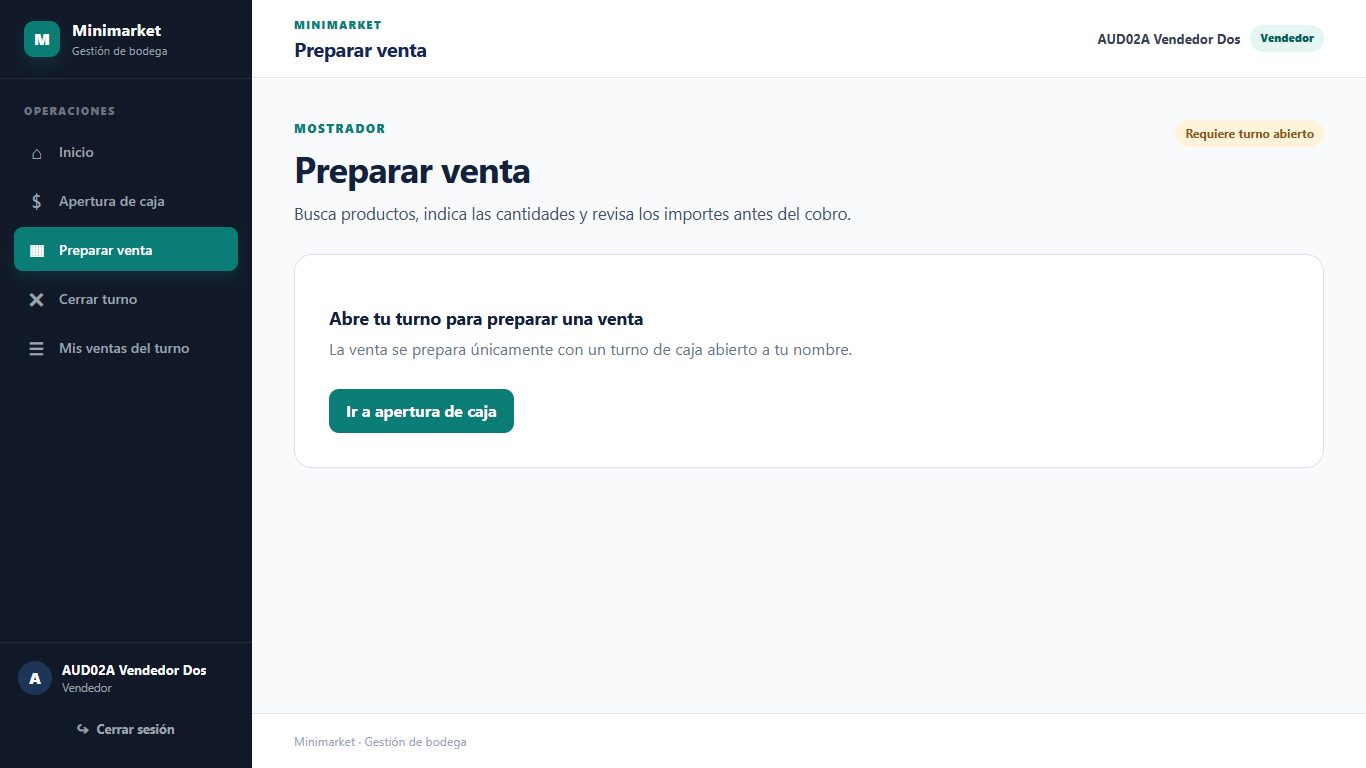 M
Minimarket
Gestión de bodega
OPERACIONES
Inicio
$ Apertura de caja
Preparar venta
Cerrar turno
Mis ventas del turno
A
AUD02A Vendedor Dos
Vendedor
Cerrar sesión
MINIMARKET
Preparar venta
AUD02A Vendedor Dos
Vendedor
MOSTRADOR
Requiere turno abierto
Preparar venta
Busca productos, indica las cantidades y revisa los importes antes del cobro.
Abre tu turno para preparar una venta
La venta se prepara únicamente con un turno de caja abierto a tu nombre.
Ir a apertura de caja
Minimarket · Gestión de bodega